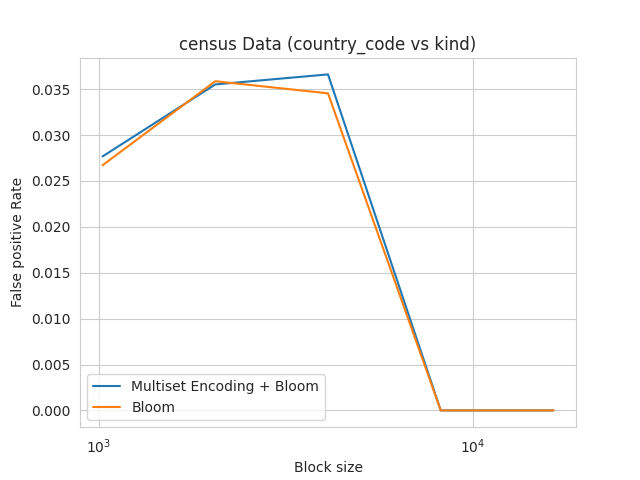 census Data (country_code vs kind)
False positive Rate
0.035
0.030
0.025
0.020
0.015
0.010
0.005
0.000
Multiset Encoding + Bloom
Bloom
10³
10⁴
Block size